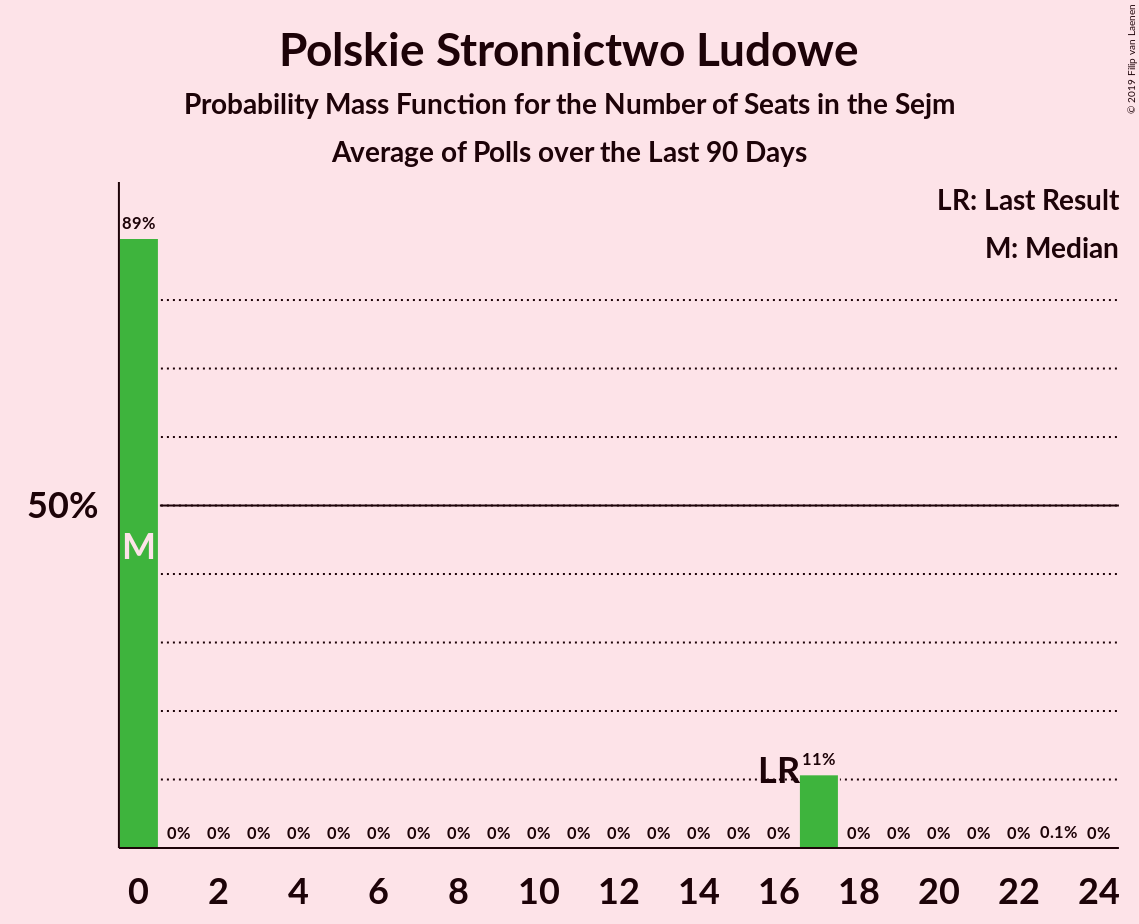 Polskie Stronnictwo Ludowe
Probability Mass Function for the Number of Seats in the Sejm
Average of Polls over the Last 90 Days
© 2019 Filip van Laenen
LR: Last Result
M: Median
89%
50%
M
LR 11%
0% 0% 0% 0% 0% 0% 0% 0% 0% 0% 0% 0% 0% 0% 0% 0% 0% 0% 0% 0% 0% 0.1% 0%
0 2 4 6 8 10 12 14 16 18 20 22 24